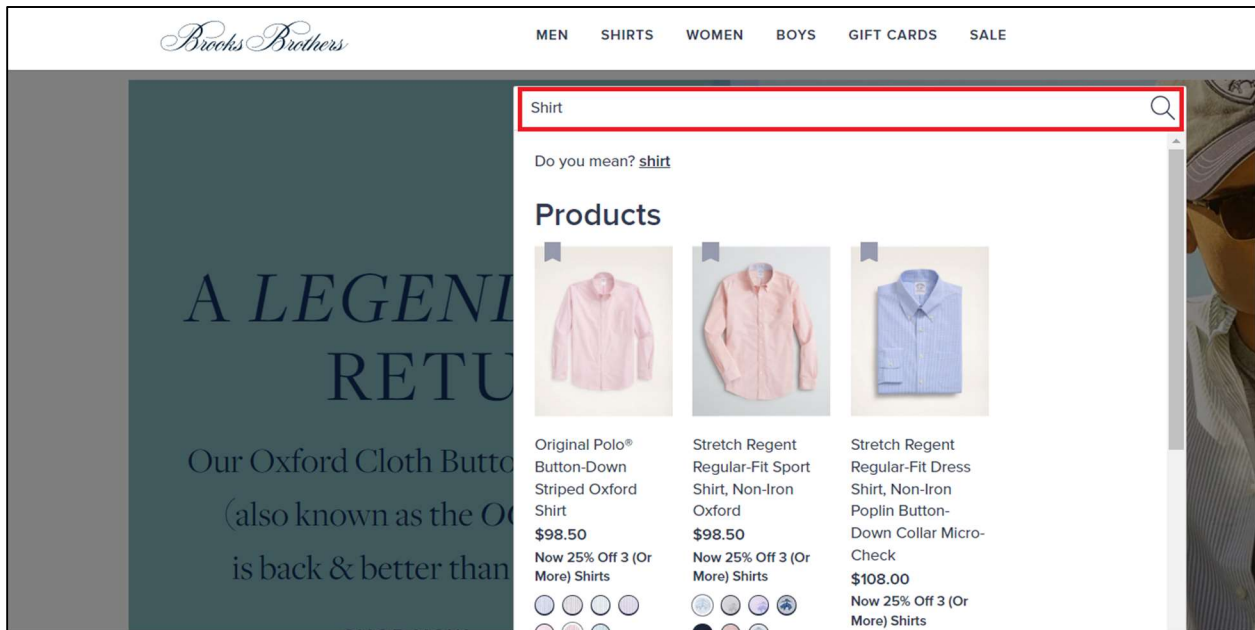 Brooks Brothers
MEN SHIRTS WOMEN BOYS GIFT CARDS SALE
Shirt
Do you mean? shirt
Products
A LEGEN
RETU
Our Oxford Cloth Butto
(also known as the O
is back & better than
Original Polo®
Button-Down
Striped Oxford
Shirt
$98.50
Now 25% Off 3 (Or
More) Shirts
Stretch Regent
Regular-Fit Sport
Shirt, Non-Iron
Oxford
$98.50
Now 25% Off 3 (Or
More) Shirts
Stretch Regent
Regular-Fit Dress
Shirt, Non-Iron
Poplin Button-
Down Collar Micro-
Check
$108.00
Now 25% Off 3 (Or
More) Shirts